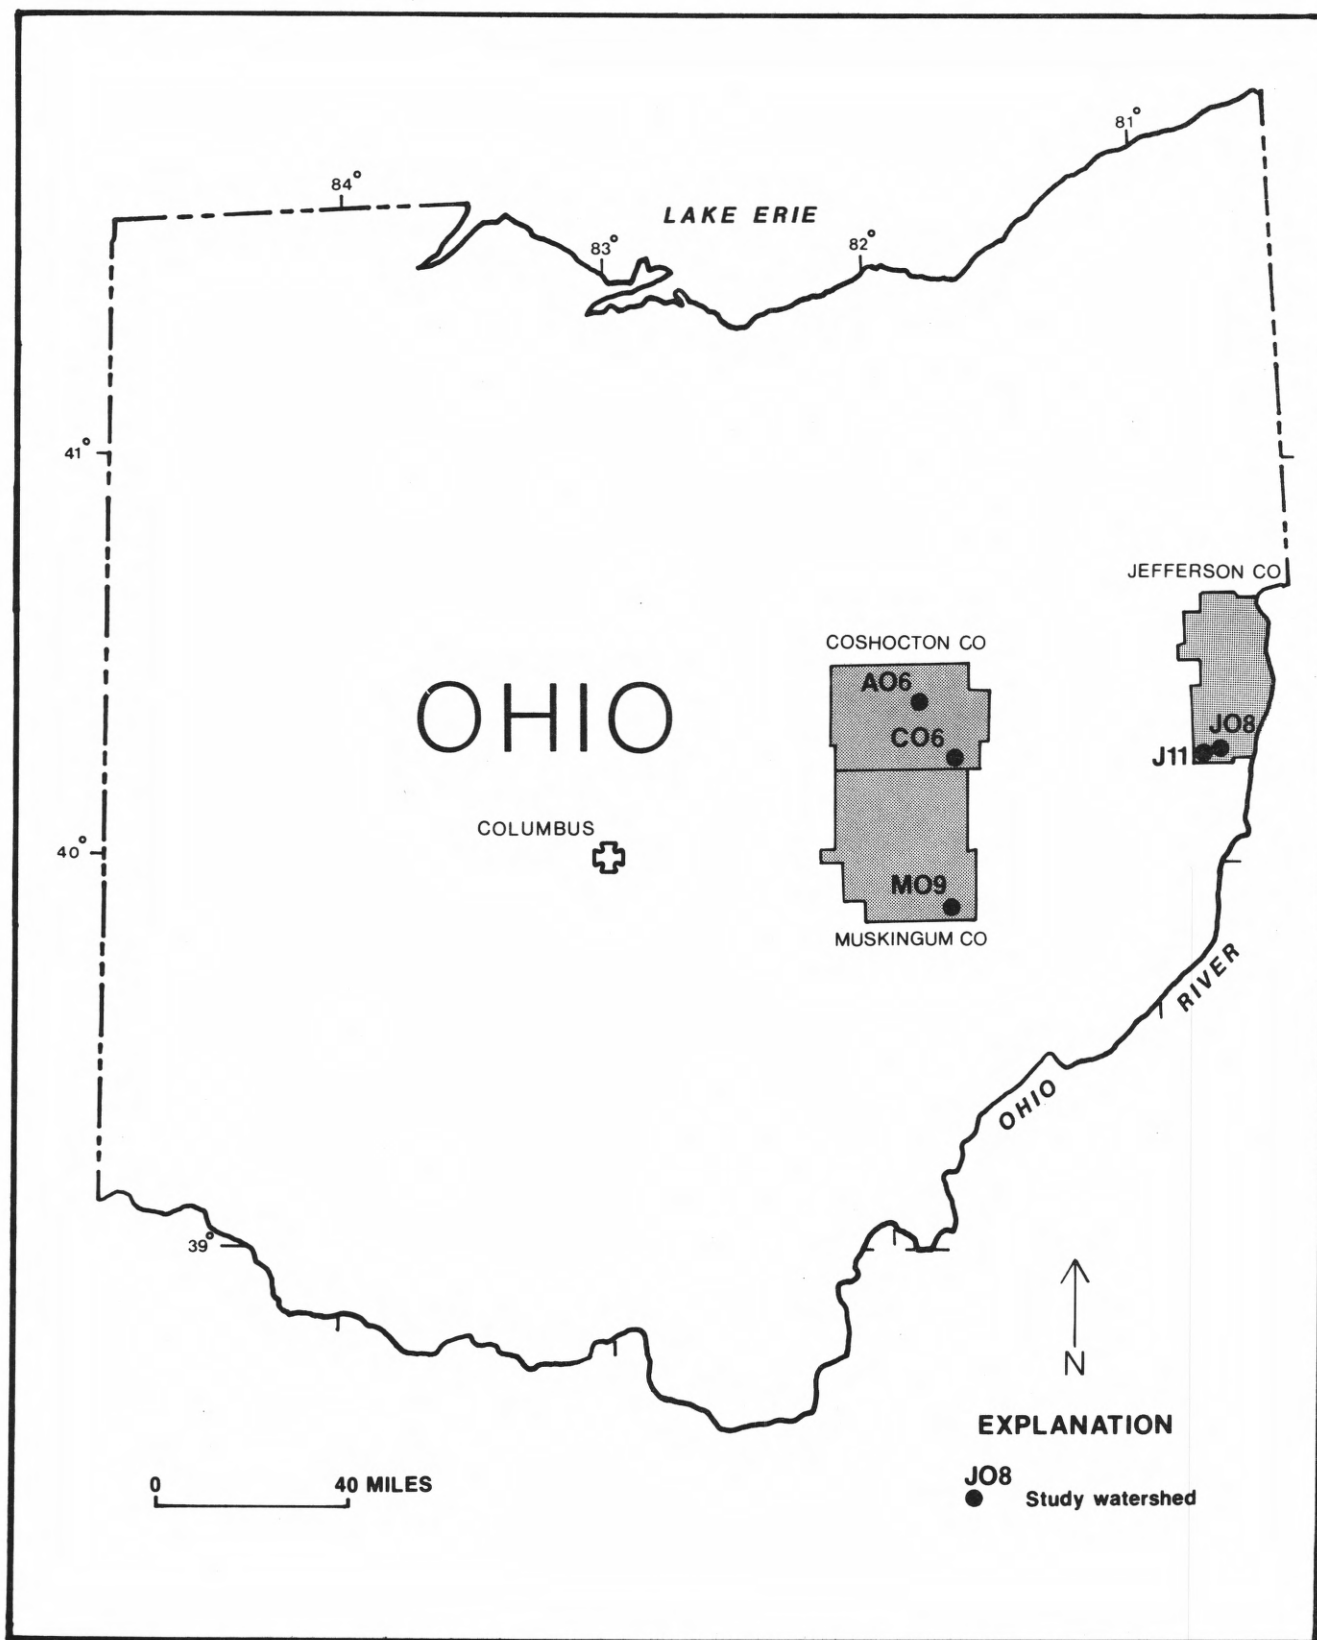 81°
84°
LAKE ERIE
83°
82°
41°
JEFFERSON CO
COSHOCTON CO
AO6
OHIO
JO8
CO6
J11
COLUMBUS
40°
MO9
MUSKINGUM CO
OHIO RIVER
39°
N
EXPLANATION
0 40 MILES
JO8
Study watershed